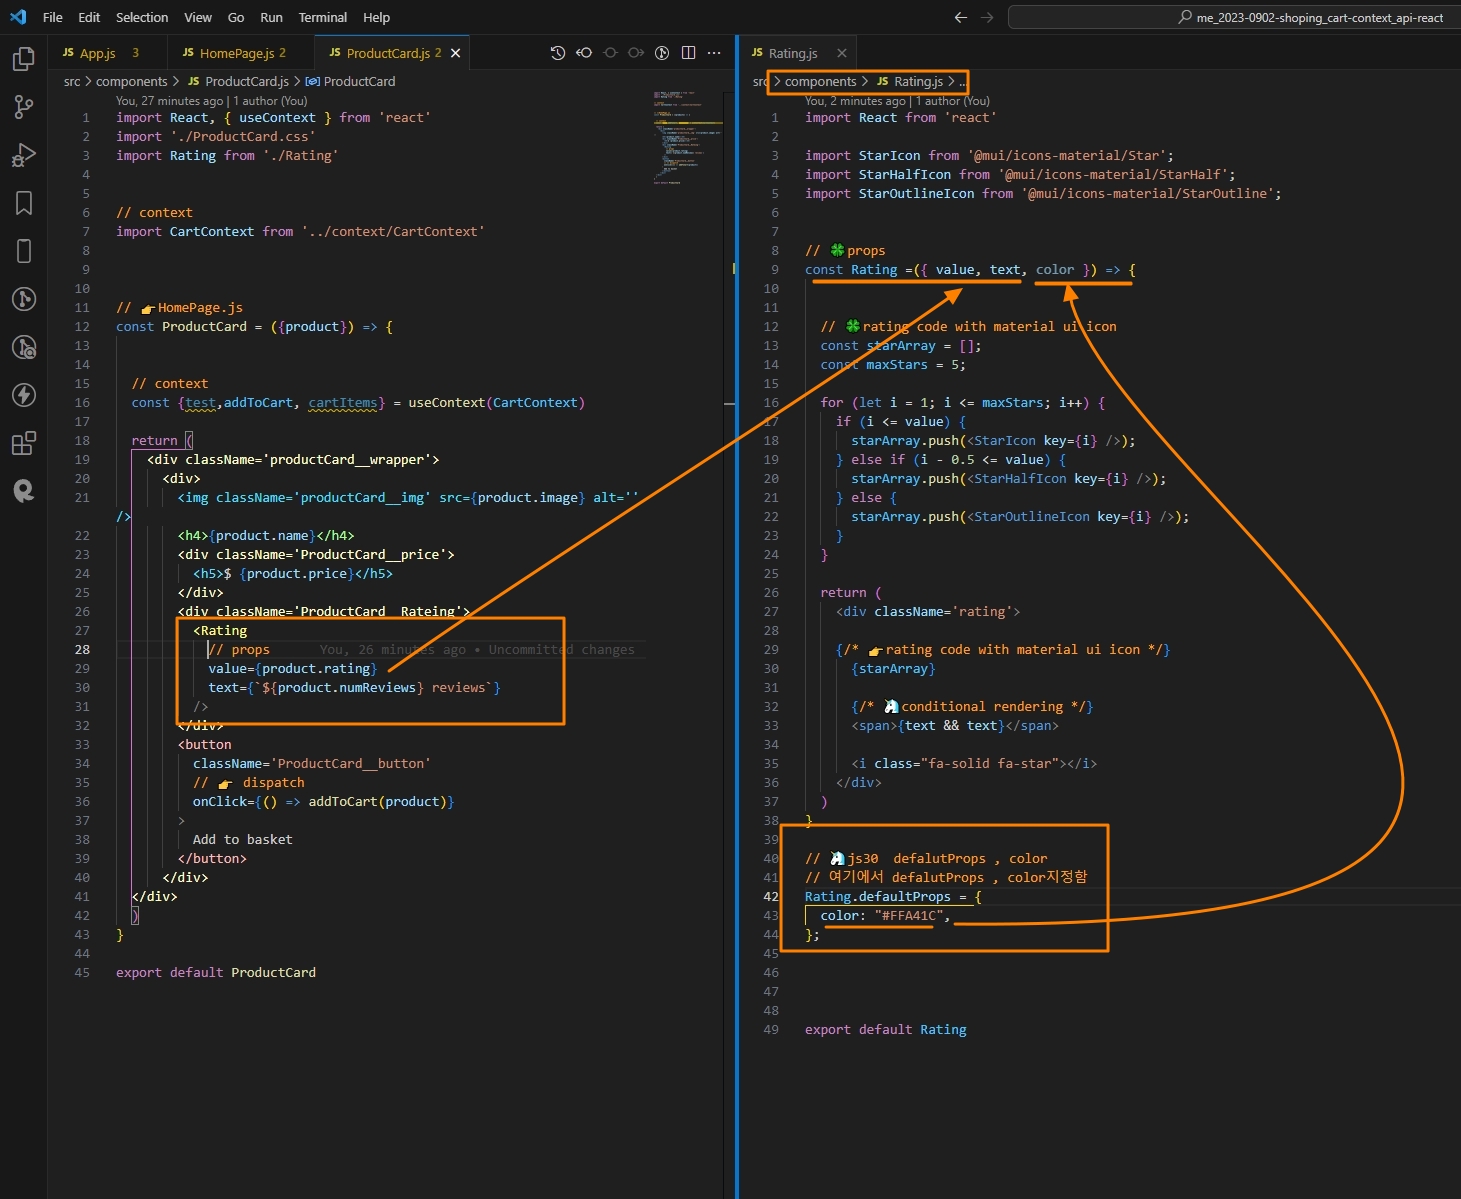 File Edit Selection View Go Run Terminal Help
me_2023-0902-shoping_cart-context_api-react
JS App.js 3
JS HomePage.js 2
JS ProductCard.js 2
src > components > JS ProductCard.js > ProductCard
You, 27 minutes ago | 1 author (You)
1 import React, { useContext } from 'react'
2 import './ProductCard.css'
3 import Rating from './Rating'
4
5
6 // context
7 import CartContext from '../context/CartContext'
8
9
10
11 // 👉HomePage.js
12 const ProductCard = ({product}) => {
13
14
15 // context
16 const {test,addToCart, cartItems} = useContext(CartContext)
17
18 return (
19 <div className='productCard__wrapper'>
20 <div>
21 <img className='productCard__img' src={product.image} alt=''
/>
22 <h4>{product.name}</h4>
23 <div className='ProductCard__price'>
24 <h5>$ {product.price}</h5>
25 </div>
26 <div className='ProductCard__Rateing'>
27 <Rating
28 // props You, 26 minutes ago • Uncommitted changes
29 value={product.rating}
30 text={`${product.numReviews} reviews`}
31 />
32 </div>
33 <button
34 className='ProductCard__button'
35 // 👉 dispatch
36 onClick={() => addToCart(product)}
37 >
38 Add to basket
39 </button>
40 </div>
41 </div>
42 )
43 }
44
45 export default ProductCard
JS Rating.js
src > components > JS Rating.js > ...
You, 2 minutes ago | 1 author (You)
1 import React from 'react'
2
3 import StarIcon from '@mui/icons-material/Star';
4 import StarHalfIcon from '@mui/icons-material/StarHalf';
5 import StarOutlineIcon from '@mui/icons-material/StarOutline';
6
7
8 // 🍀props
9 const Rating =({ value, text, color }) => {
10
11
12 // 🍀rating code with material ui icon
13 const starArray = [];
14 const maxStars = 5;
15
16 for (let i = 1; i <= maxStars; i++) {
17 if (i <= value) {
18 starArray.push(<StarIcon key={i} />);
19 } else if (i - 0.5 <= value) {
20 starArray.push(<StarHalfIcon key={i} />);
21 } else {
22 starArray.push(<StarOutlineIcon key={i} />);
23 }
24 }
25
26 return (
27 <div className='rating'>
28
29 {/* 👉rating code with material ui icon */}
30 {starArray}
31
32 {/* 🦄conditional rendering */}
33 <span>{text && text}</span>
34
35 <i class="fa-solid fa-star"></i>
36 </div>
37 )
38 }
39
40 // 🦄js30 defalutProps , color
41 // 여기에서 defalutProps , color지정함
42 Rating.defaultProps = {
43 color: "#FFA41C",
44 };
45
46
47
48
49 export default Rating